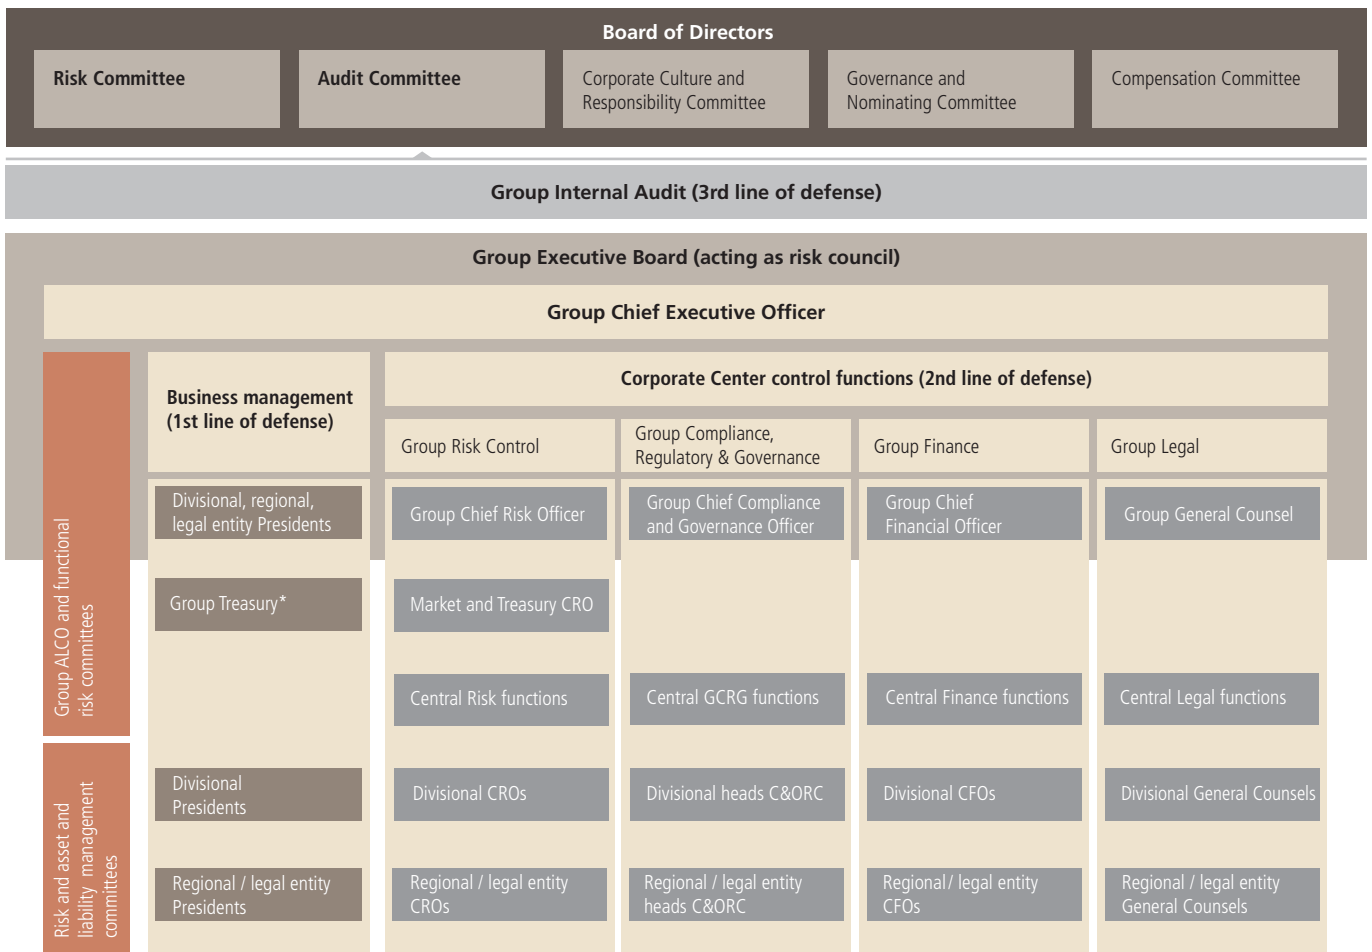 Board of Directors
Risk Committee
Audit Committee
Corporate Culture and
Responsibility Committee
Governance and
Nominating Committee
Compensation Committee
Group Internal Audit (3rd line of defense)
Group Executive Board (acting as risk council)
Group Chief Executive Officer
Group ALCO and functional
risk committees
Risk and asset and
liability management
committees
Business management
(1st line of defense)
Corporate Center control functions (2nd line of defense)
Group Risk Control
Group Compliance,
Regulatory & Governance
Group Finance
Group Legal
Divisional, regional,
legal entity Presidents
Group Chief Risk Officer
Group Chief Compliance
and Governance Officer
Group Chief
Financial Officer
Group General Counsel
Group Treasury*
Market and Treasury CRO
Central Risk functions
Central GCRG functions
Central Finance functions
Central Legal functions
Divisional
Presidents
Divisional CROs
Divisional heads C&ORC
Divisional CFOs
Divisional General Counsels
Regional / legal entity
Presidents
Regional / legal entity
CROs
Regional / legal entity
heads C&ORC
Regional / legal entity
CFOs
Regional / legal entity
General Counsels